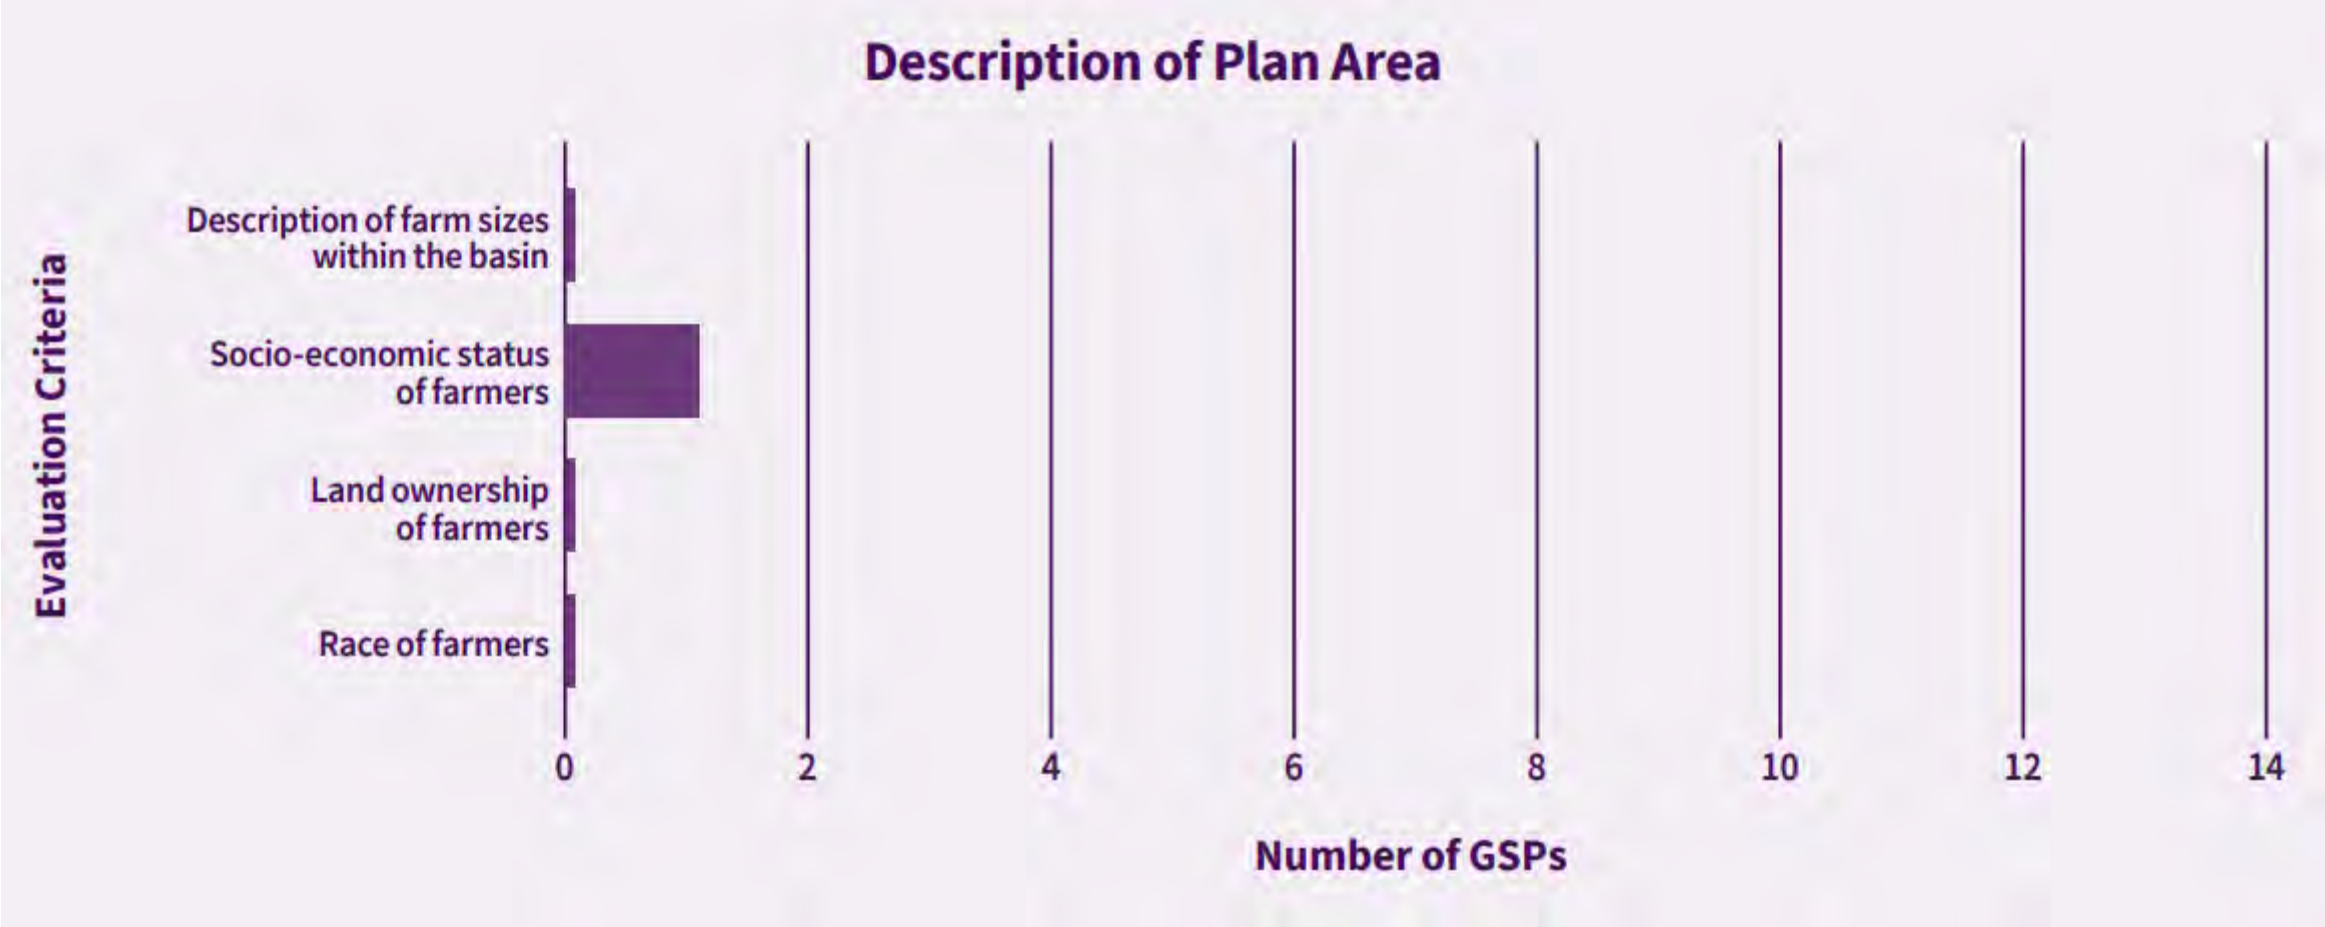 Description of Plan Area
Evaluation Criteria
Description of farm sizes
within the basin
Socio-economic status
of farmers
Land ownership
of farmers
Race of farmers
0 2 4 6 8 10 12 14
Number of GSPs